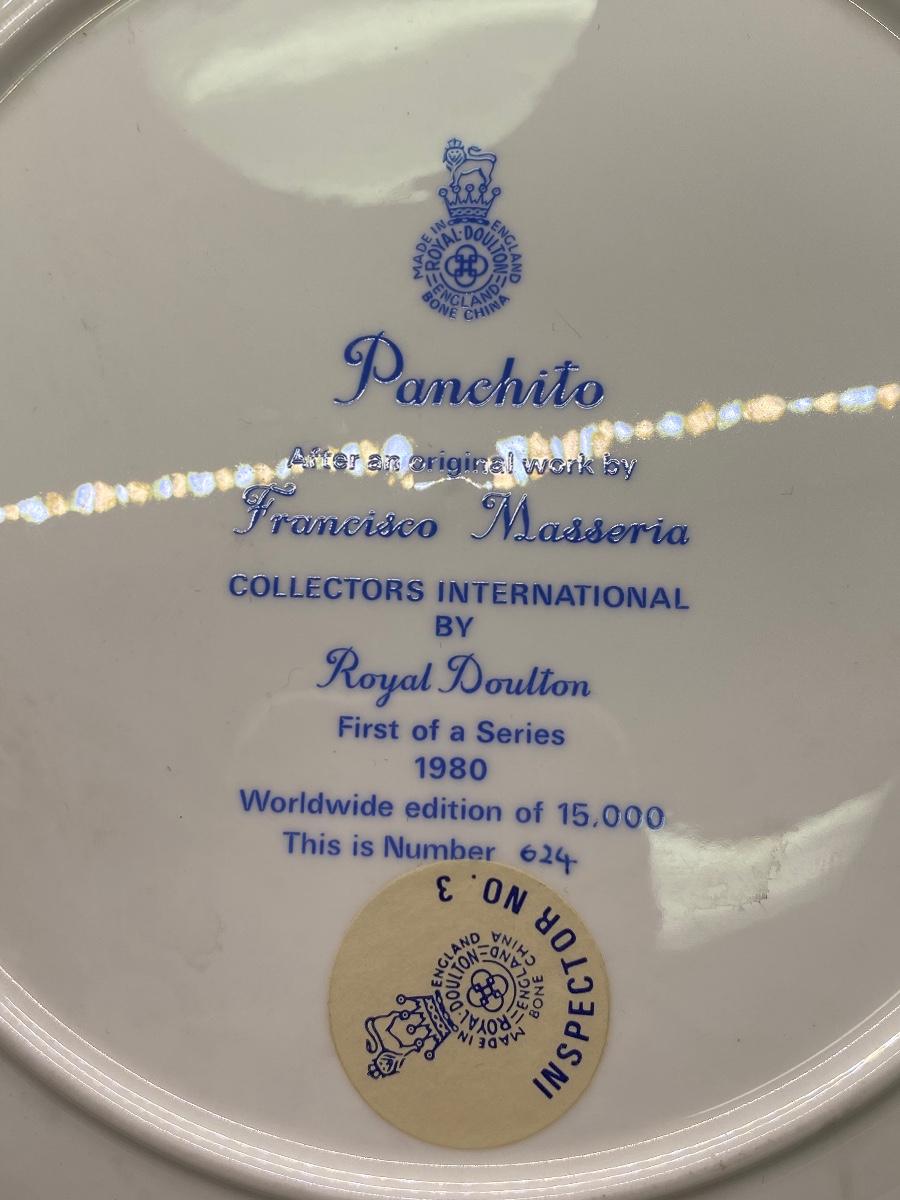 MADE IN ENGLAND
ROYAL·DOULTON
ENGLAND
BONE CHINA
Panchito
After an original work by
Francisco Masseria
COLLECTORS INTERNATIONAL
BY
Royal Doulton
First of a Series
1980
Worldwide edition of 15,000
This is Number 624
INSPECTOR NO. 3
MADE IN ENGLAND
ROYAL·DOULTON
ENGLAND
BONE CHINA